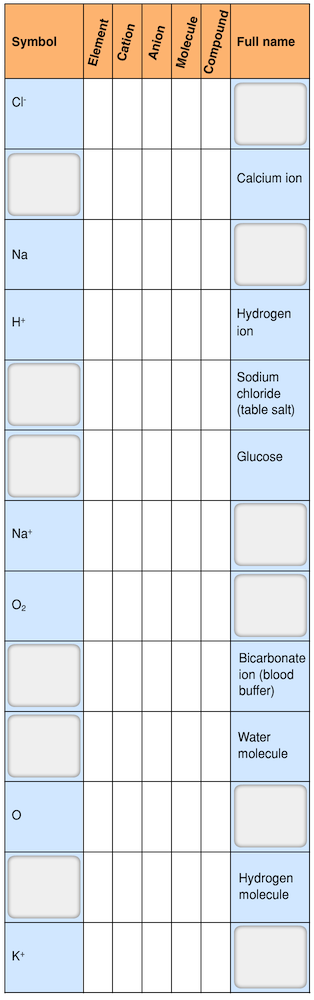 Symbol
Element
Cation
Anion
Molecule
Compound
Full name
Cl⁻
Calcium ion
Na
H⁺
Hydrogen
ion
Sodium
chloride
(table salt)
Glucose
Na⁺
O₂
Bicarbonate
ion (blood
buffer)
Water
molecule
O
Hydrogen
molecule
K⁺